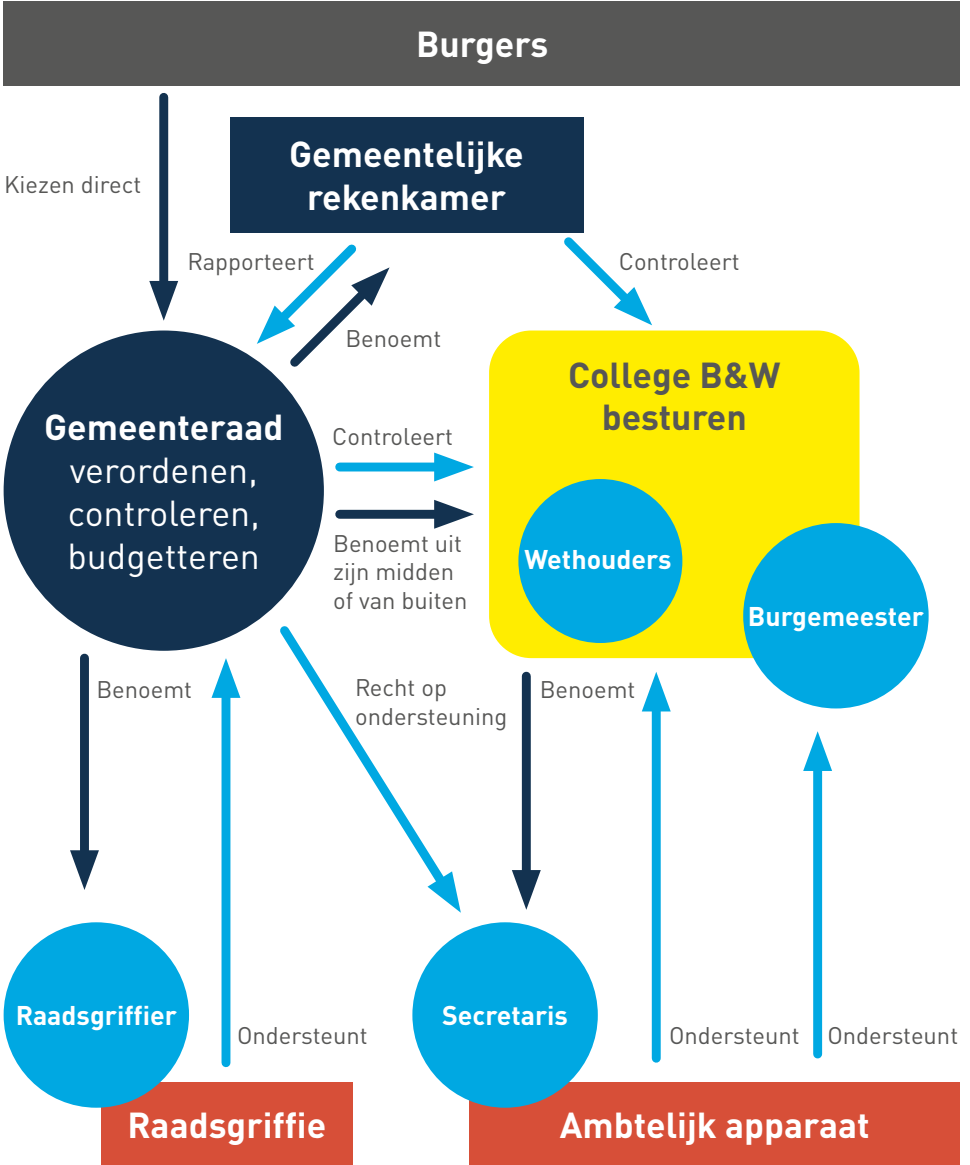 Burgers
Kiezen direct
Gemeentelijke
rekenkamer
Rapporteert
Controleert
Benoemt
Gemeenteraad
verordenen,
controleren,
budgetteren
Controleert
Benoemt uit
zijn midden
of van buiten
College B&W
besturen
Wethouders
Burgemeester
Benoemt
Recht op
ondersteuning
Benoemt
Raadsgriffier
Ondersteunt
Secretaris
Ondersteunt
Ondersteunt
Raadsgriffie
Ambtelijk apparaat